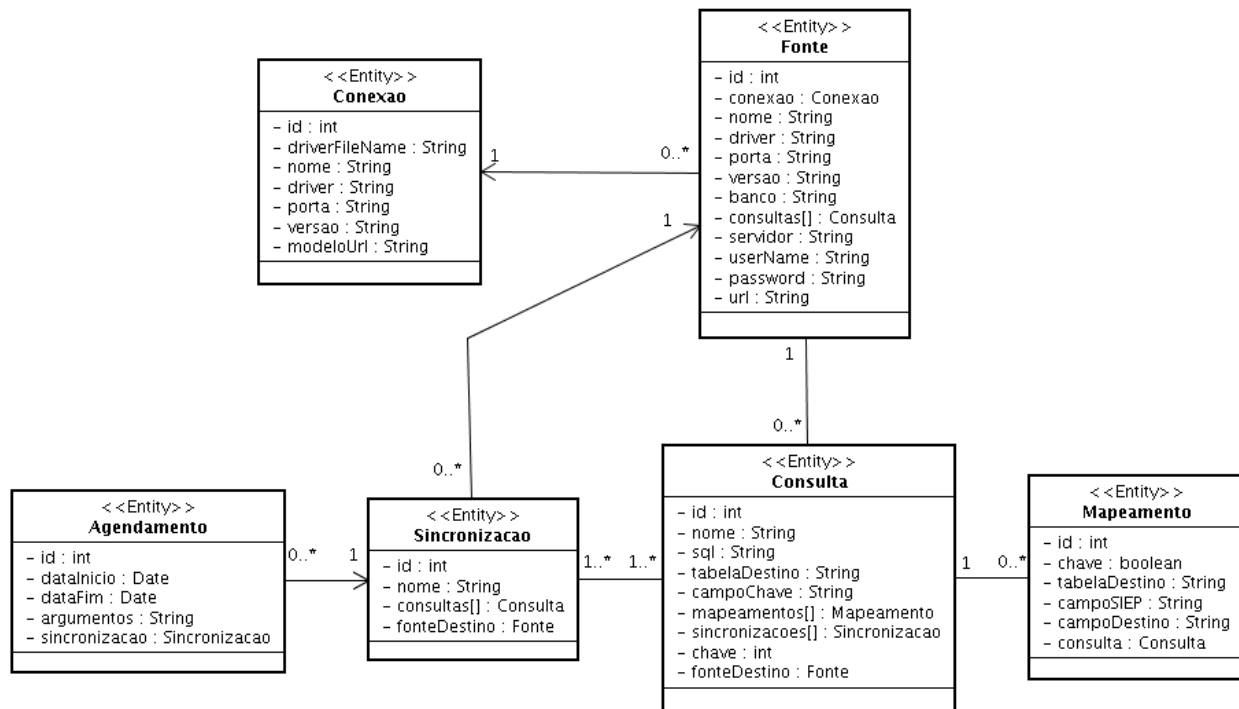 <<Entity>>
Fonte
- id : int
- conexao : Conexao
- nome : String
- driver : String
- porta : String
- versao : String
- banco : String
- consultas[] : Consulta
- servidor : String
- userName : String
- password : String
- url : String
<<Entity>>
Conexao
- id : int
- driverFileName : String
- nome : String
- driver : String
- porta : String
- versao : String
- modeloUrl : String
1
0..*
1
0..*
1
0..*
<<Entity>>
Agendamento
- id : int
- dataInicio : Date
- dataFim : Date
- argumentos : String
- sincronizacao : Sincronizacao
0..*
1
<<Entity>>
Sincronizacao
- id : int
- nome : String
- consultas[] : Consulta
- fonteDestino : Fonte
1..*
1..*
<<Entity>>
Consulta
- id : int
- nome : String
- sql : String
- tabelaDestino : String
- campoChave : String
- mapeamentos[] : Mapeamento
- sincronizacoes[] : Sincronizacao
- chave : int
- fonteDestino : Fonte
1
0..*
<<Entity>>
Mapeamento
- id : int
- chave : boolean
- tabelaDestino : String
- campoSIEP : String
- campoDestino : String
- consulta : Consulta